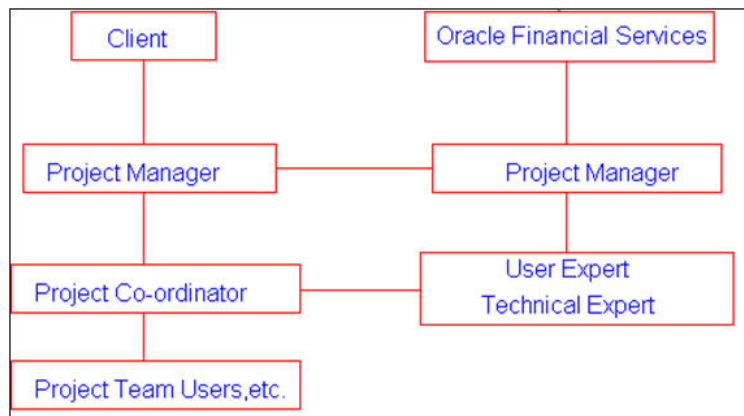 Client
Oracle Financial Services
Project Manager
Project Manager
Project Co-ordinator
User Expert
Technical Expert
Project Team Users,etc.